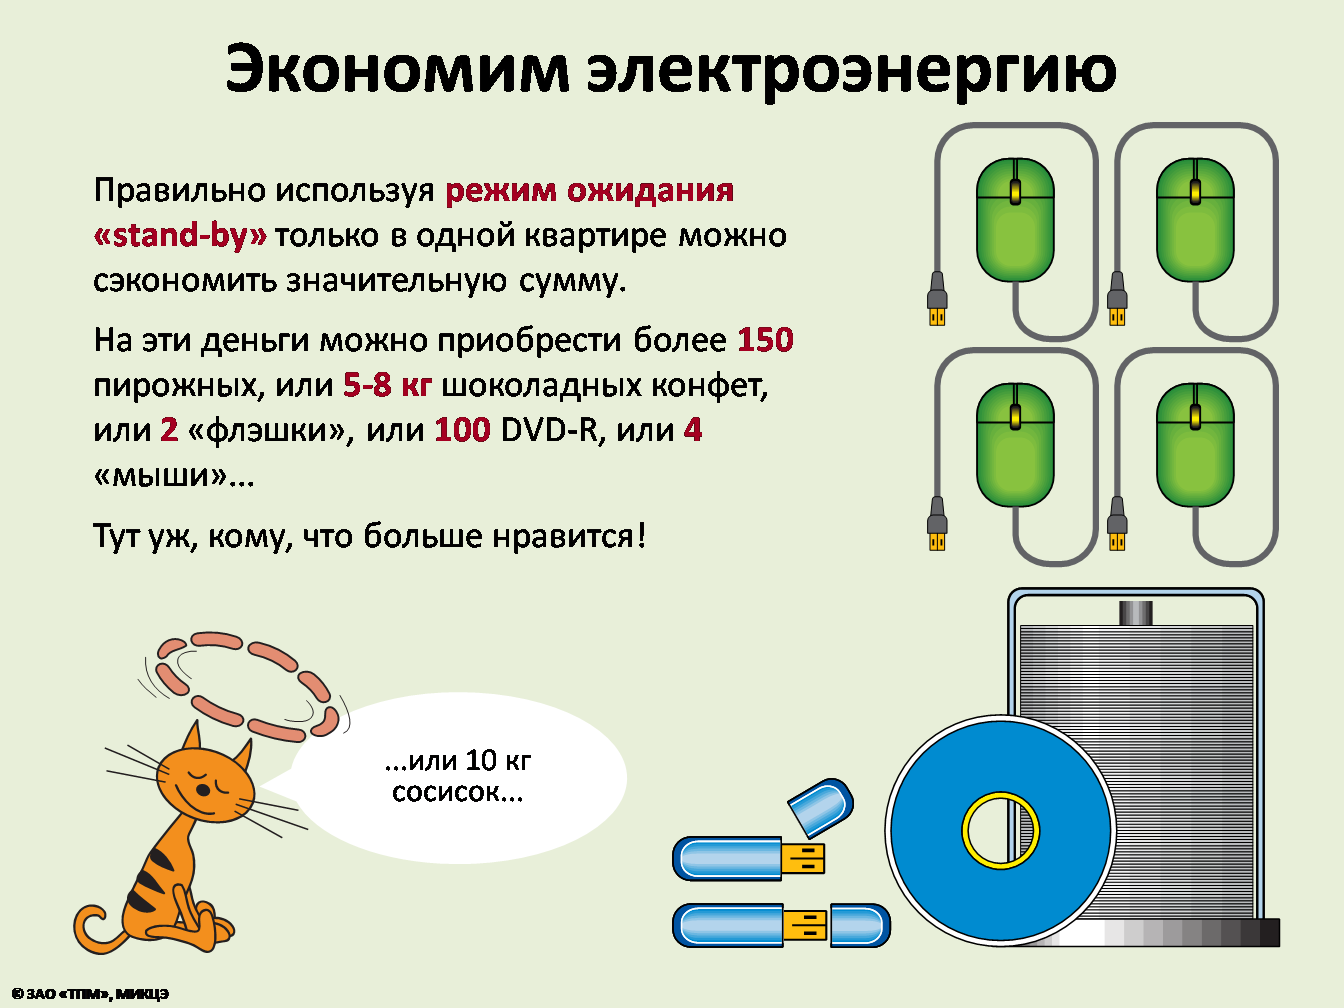 Экономим электроэнергию
Правильно используя режим ожидания
«stand-by» только в одной квартире можно
сэкономить значительную сумму.
На эти деньги можно приобрести более 150
пирожных, или 5-8 кг шоколадных конфет,
или 2 «флэшки», или 100 DVD-R, или 4
«мыши»...
Тут уж, кому, что больше нравится!
...или 10 кг
сосисок...
© ЗАО «ТПМ», МИКЦЭ